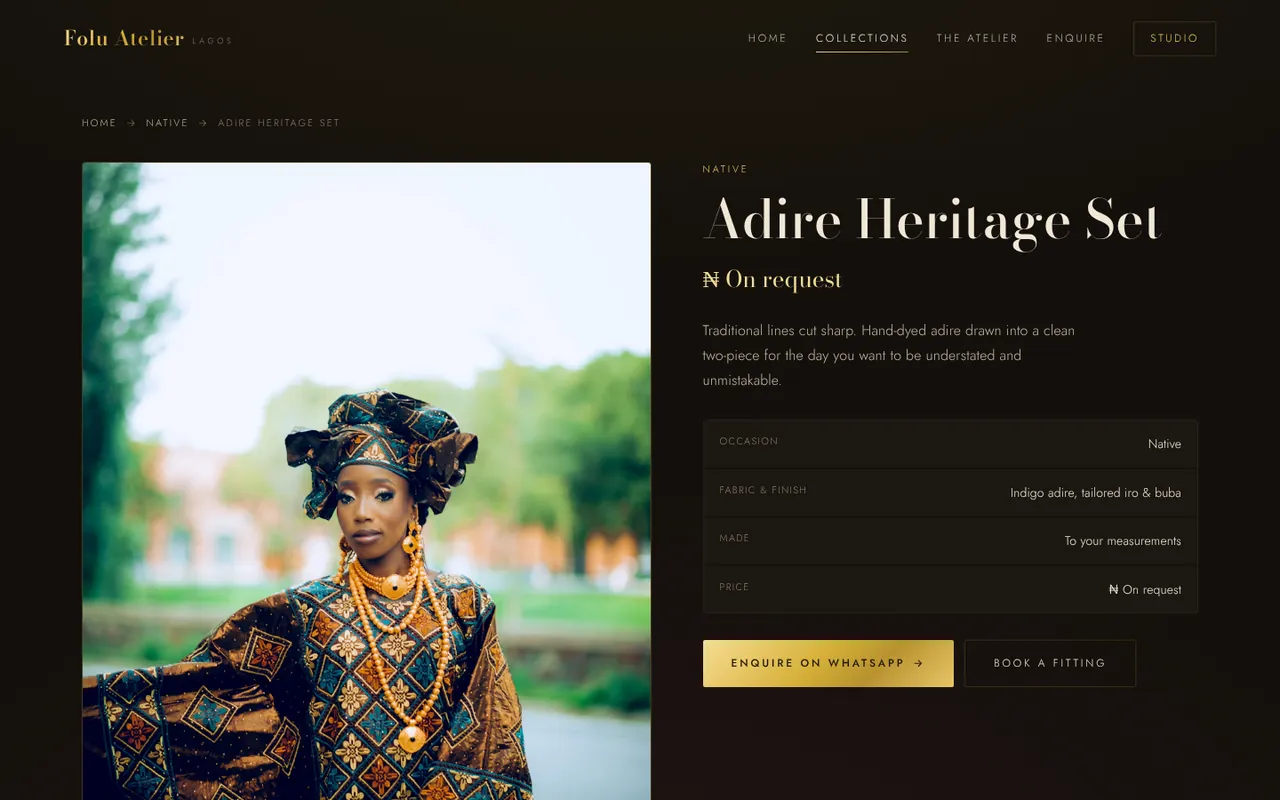 Folu Atelier LAGOS
HOME COLLECTIONS THE ATELIER ENQUIRE STUDIO
HOME → NATIVE → ADIRE HERITAGE SET
NATIVE
Adire Heritage Set
₦ On request
Traditional lines cut sharp. Hand-dyed adire drawn into a clean
two-piece for the day you want to be understated and
unmistakable.
OCCASION Native
FABRIC & FINISH Indigo adire, tailored iro & buba
MADE To your measurements
PRICE ₦ On request
ENQUIRE ON WHATSAPP → BOOK A FITTING